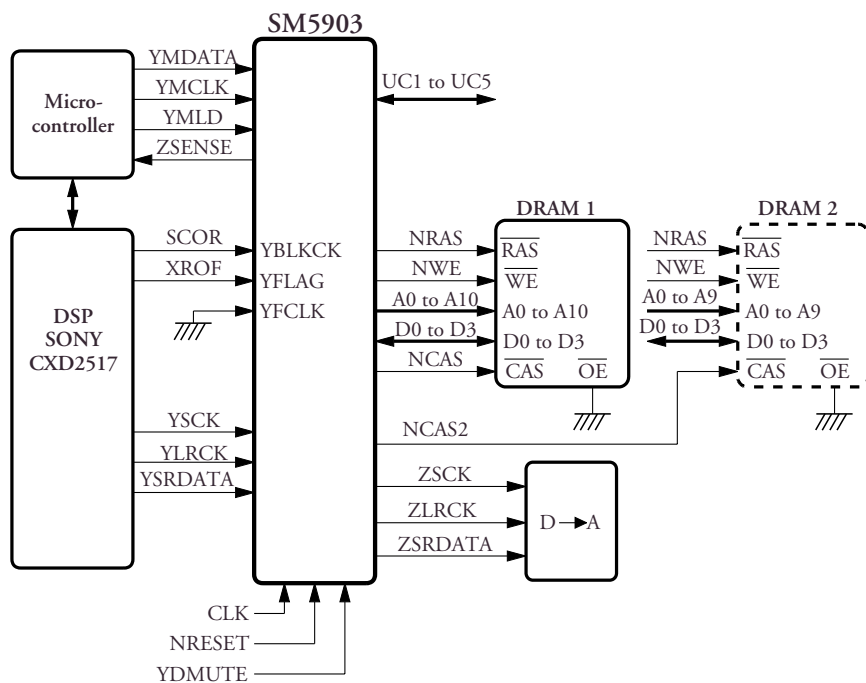 SM5903
YMDATA
YMCLK
YMLD
ZSENSE
Micro-
controller
UC1 to UC5
DRAM 1
DRAM 2
SCOR
XROF
YBLKCK
YFLAG
YFCLK
NRAS
NWE
A0 to A10
D0 to D3
NCAS
RAS
WE
A0 to A10
D0 to D3
CAS OE
NRAS
NWE
A0 to A9
D0 to D3
RAS
WE
A0 to A9
D0 to D3
CAS OE
DSP
SONY
CXD2517
YSCK
YLRCK
YSRDATA
NCAS2
ZSCK
ZLRCK
ZSRDATA
D A
CLK
NRESET
YDMUTE